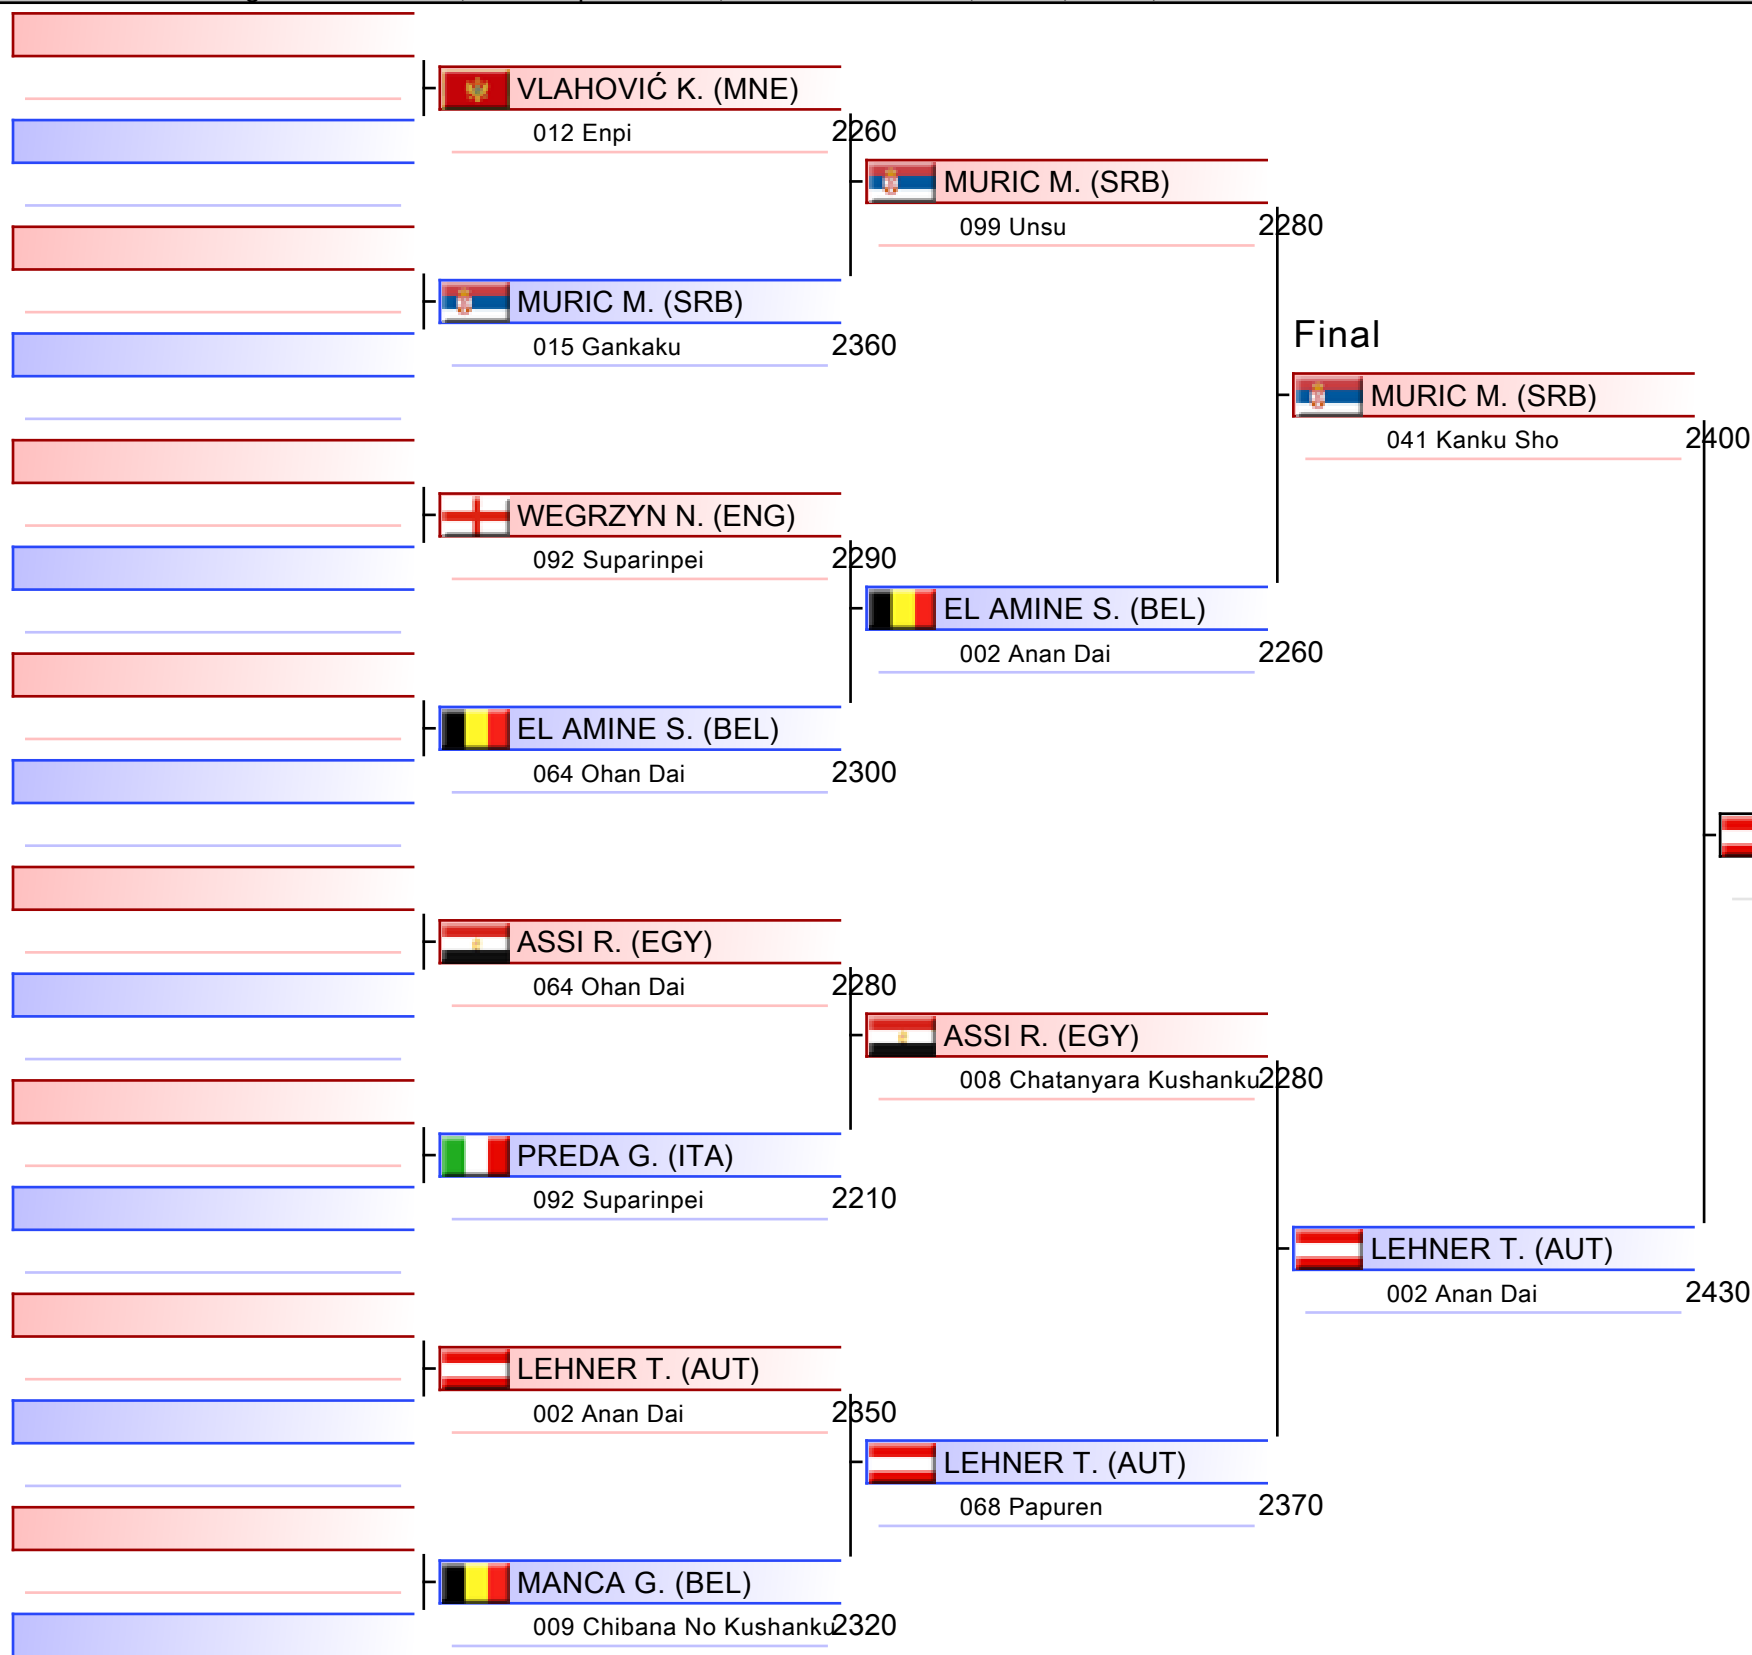 VLAHOVIĆ K. (MNE)
012 Enpi 2260
MURIC M. (SRB)
099 Unsu 2280
MURIC M. (SRB)
015 Gankaku 2360
Final
MURIC M. (SRB)
041 Kanku Sho 2400
WEGRZYN N. (ENG)
092 Suparinpei 2290
EL AMINE S. (BEL)
002 Anan Dai 2260
EL AMINE S. (BEL)
064 Ohan Dai 2300
ASSI R. (EGY)
064 Ohan Dai 2280
ASSI R. (EGY)
008 Chatanyara Kushanku 2280
PREDA G. (ITA)
092 Suparinpei 2210
LEHNER T. (AUT)
002 Anan Dai 2430
LEHNER T. (AUT)
002 Anan Dai 2350
LEHNER T. (AUT)
068 Papuren 2370
MANCA G. (BEL)
009 Chibana No Kushanku 2320